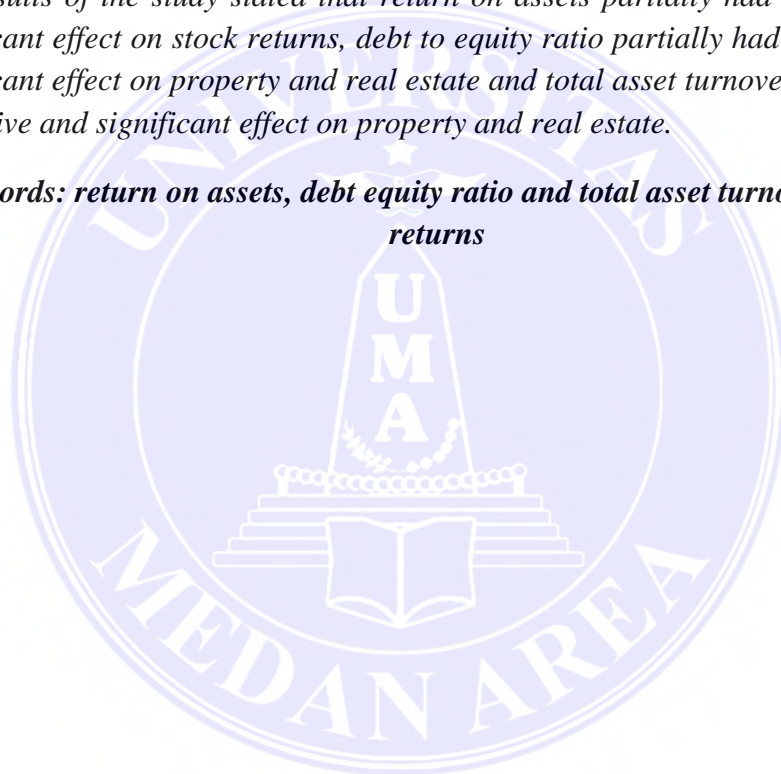 sults of the study stated that return on assets partially had
cant effect on stock returns, debt to equity ratio partially had
cant effect on property and real estate and total asset turnove
ive and significant effect on property and real estate.
ords: return on assets, debt equity ratio and total asset turno
returns
UNIVERSITAS
U
M
A
MEDAN AREA